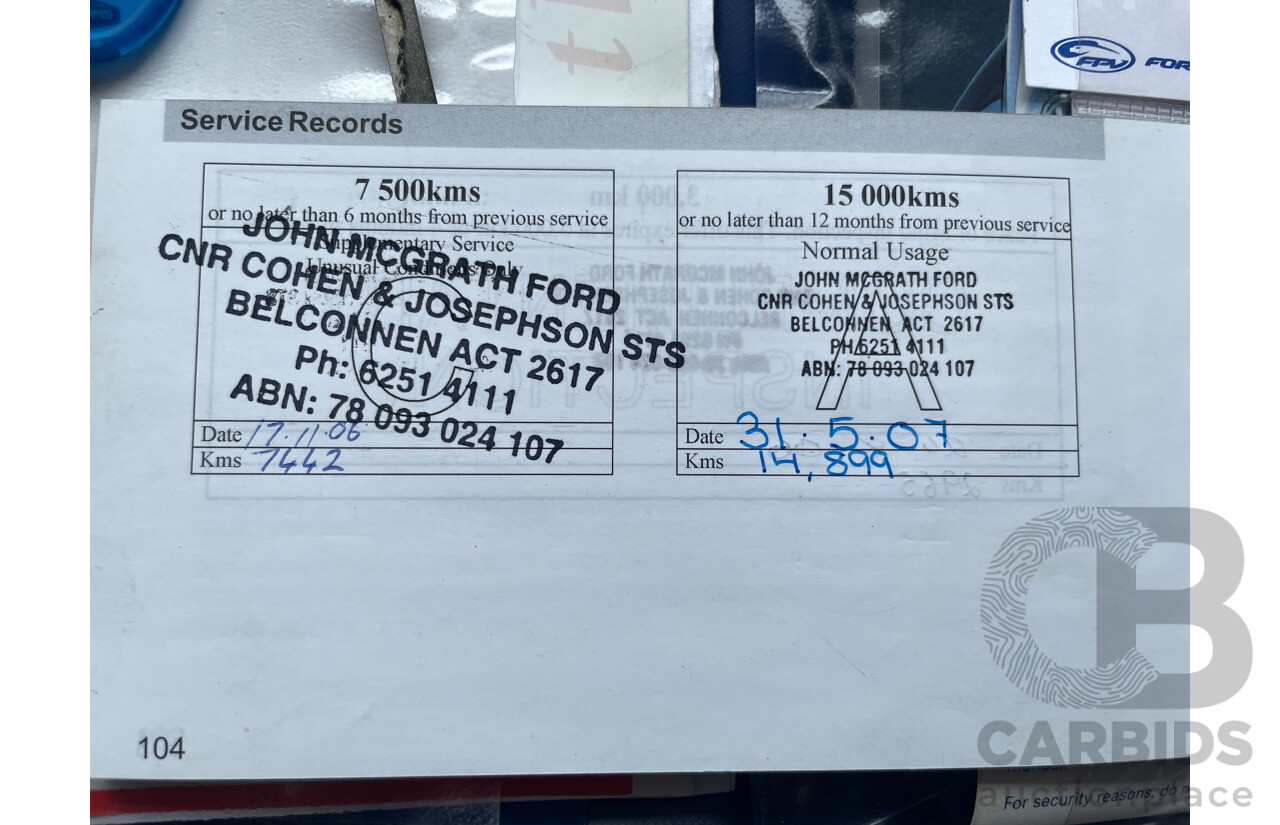 FPV FOR
Service Records
7 500kms
or no later than 6 months from previous service
Supplementary Service
Unusual Conditions Only
C
JOHN MCGRATH FORD
CNR COHEN & JOSEPHSON STS
BELCONNEN ACT 2617
Ph: 6251 4111
ABN: 78 093 024 107
Date 17.11.06
Kms 7442
15 000kms
or no later than 12 months from previous service
Normal Usage
A
JOHN MCGRATH FORD
CNR COHEN & JOSEPHSON STS
BELCONNEN ACT 2617
PH 6251 4111
ABN: 78 093 024 107
Date 31.5.07
Kms 14,899
104
CB
CARBIDS
auctionplace
For security reasons, do n